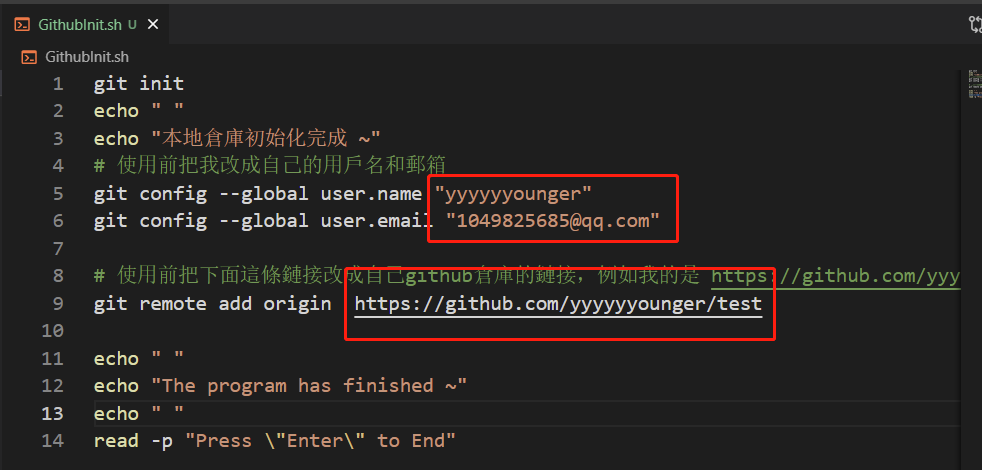 GithubInit.sh U
GithubInit.sh
1 git init
2 echo " "
3 echo "本地倉庫初始化完成 ~"
4 # 使用前把我改成自己的用戶名和郵箱
5 git config --global user.name "yyyyyyounger"
6 git config --global user.email "1049825685@qq.com"
7
8 # 使用前把下面這條鏈接改成自己github倉庫的鏈接，例如我的是 https://github.com/yyy
9 git remote add origin https://github.com/yyyyyyounger/test
10
11 echo " "
12 echo "The program has finished ~"
13 echo " "
14 read -p "Press \"Enter\" to End"